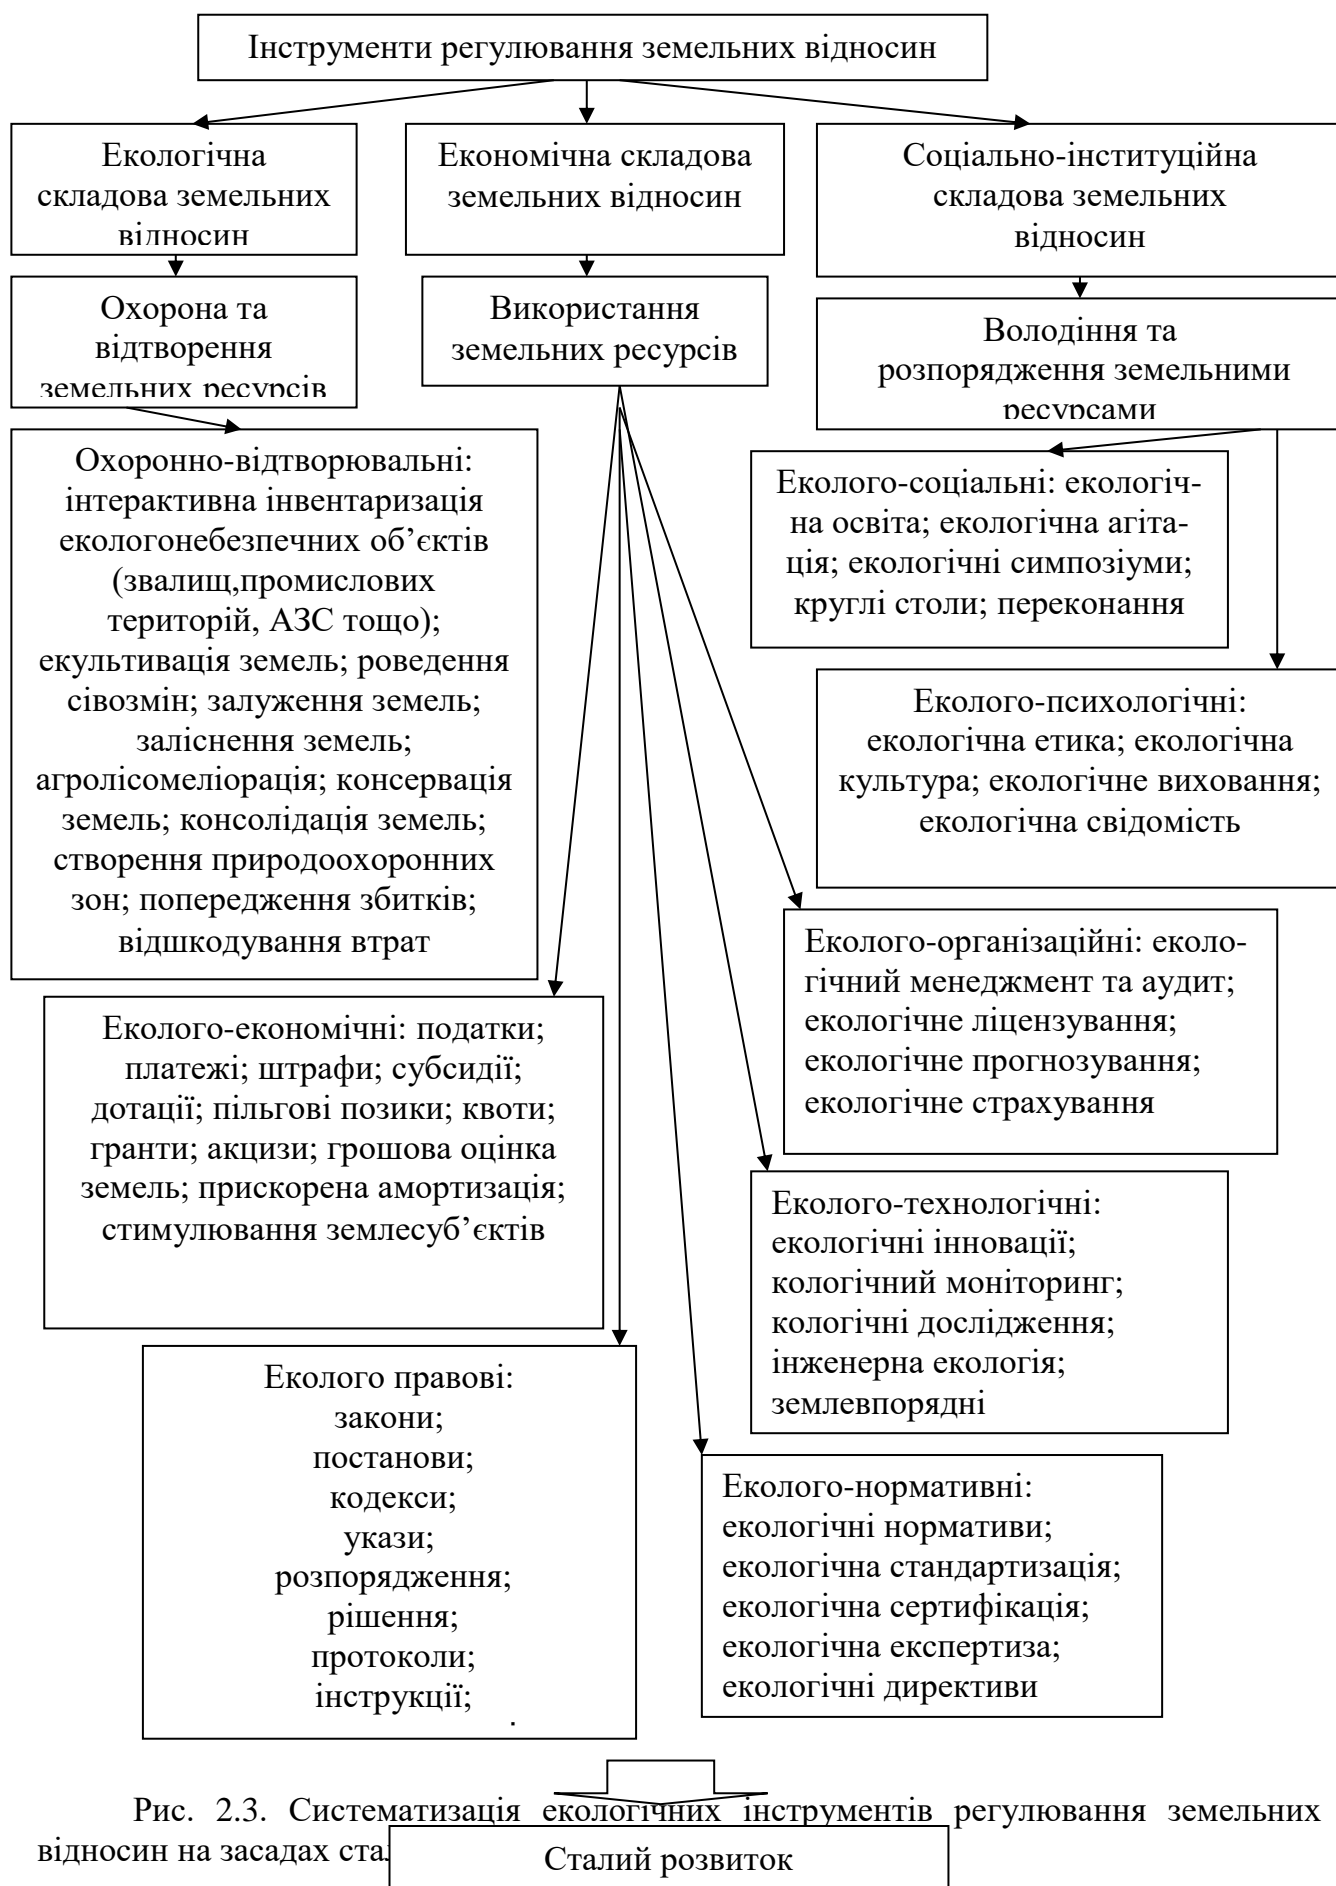 Інструменти регулювання земельних відносин
Екологічна
складова земельних
відносин
Економічна складова
земельних відносин
Соціально-інституційна
складова земельних
відносин
Охорона та
відтворення
земельних ресурсів
Використання
земельних ресурсів
Володіння та
розпорядження земельними
ресурсами
Охоронно-відтворювальні:
інтерактивна інвентаризація
екологонебезпечних об’єктів
(звалищ,промислових
територій, АЗС тощо);
екультивація земель; роведення
сівозмін; залуження земель;
заліснення земель;
агролісомеліорація; консервація
земель; консолідація земель;
створення природоохоронних
зон; попередження збитків;
відшкодування втрат
Еколого-соціальні: екологіч-
на освіта; екологічна агіта-
ція; екологічні симпозіуми;
круглі столи; переконання
Еколого-психологічні:
екологічна етика; екологічна
культура; екологічне виховання;
екологічна свідомість
Еколого-організаційні: еколо-
гічний менеджмент та аудит;
екологічне ліцензування;
екологічне прогнозування;
екологічне страхування
Еколого-економічні: податки;
платежі; штрафи; субсидії;
дотації; пільгові позики; квоти;
гранти; акцизи; грошова оцінка
земель; прискорена амортизація;
стимулювання землесуб’єктів
Еколого-технологічні:
екологічні інновації;
кологічний моніторинг;
кологічні дослідження;
інженерна екологія;
землевпорядні
Еколого правові:
закони;
постанови;
кодекси;
укази;
розпорядження;
рішення;
протоколи;
інструкції;
Еколого-нормативні:
екологічні нормативи;
екологічна стандартизація;
екологічна сертифікація;
екологічна експертиза;
екологічні директиви
Рис. 2.3. Систематизація екологічних інструментів регулювання земельних
відносин на засадах
Сталий розвиток